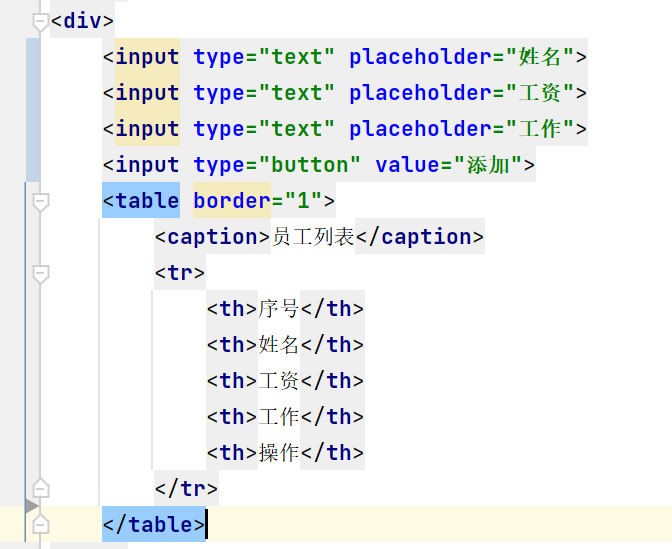 <div>
<input type="text" placeholder="姓名">
<input type="text" placeholder="工资">
<input type="text" placeholder="工作">
<input type="button" value="添加">
<table border="1">
<caption>员工列表</caption>
<tr>
<th>序号</th>
<th>姓名</th>
<th>工资</th>
<th>工作</th>
<th>操作</th>
</tr>
</table>